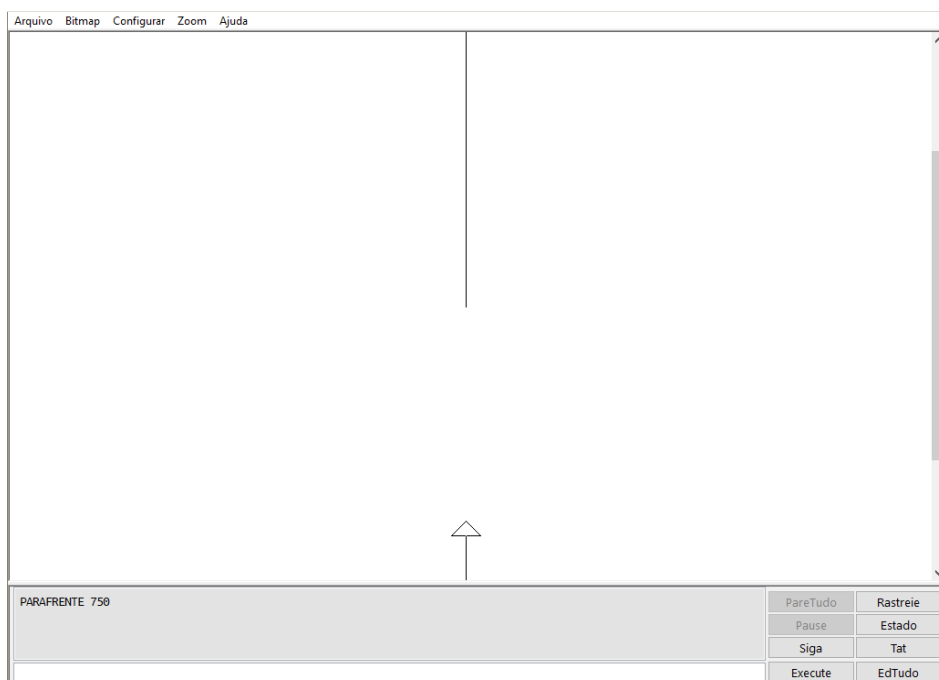 Arquivo Bitmap Configurar Zoom Ajuda
PARAFRENTE 750
PareTudo Rastreie
Pause Estado
Siga Tat
Execute EdTudo